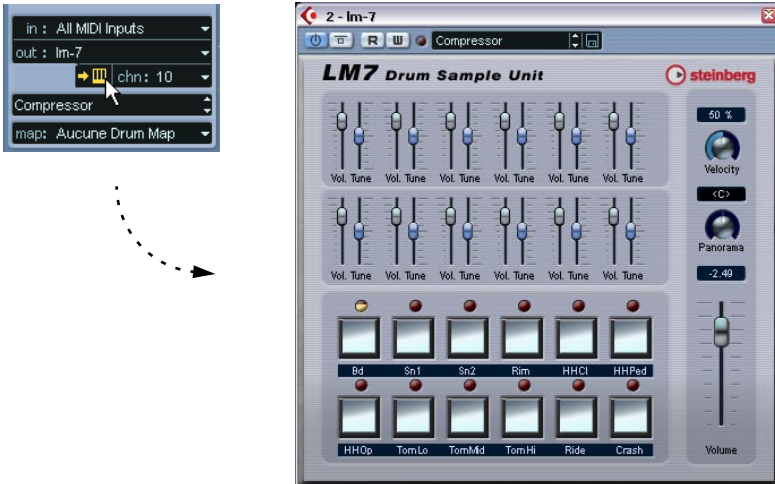 in : All MIDI Inputs
out : lm-7
chn: 10
Compressor
map: Aucune Drum Map
2 - lm-7
R W Compressor
LM7 Drum Sample Unit
steinberg
50 %
Velocity
<C>
Panorama
-2.49
Volume
Vol. Tune Vol. Tune Vol. Tune Vol. Tune Vol. Tune Vol. Tune
Vol. Tune Vol. Tune Vol. Tune Vol. Tune Vol. Tune Vol. Tune
Bd Sn1 Sn2 Rim HHCl HHPed
HHOp TomLo TomMid TomHi Ride Crash